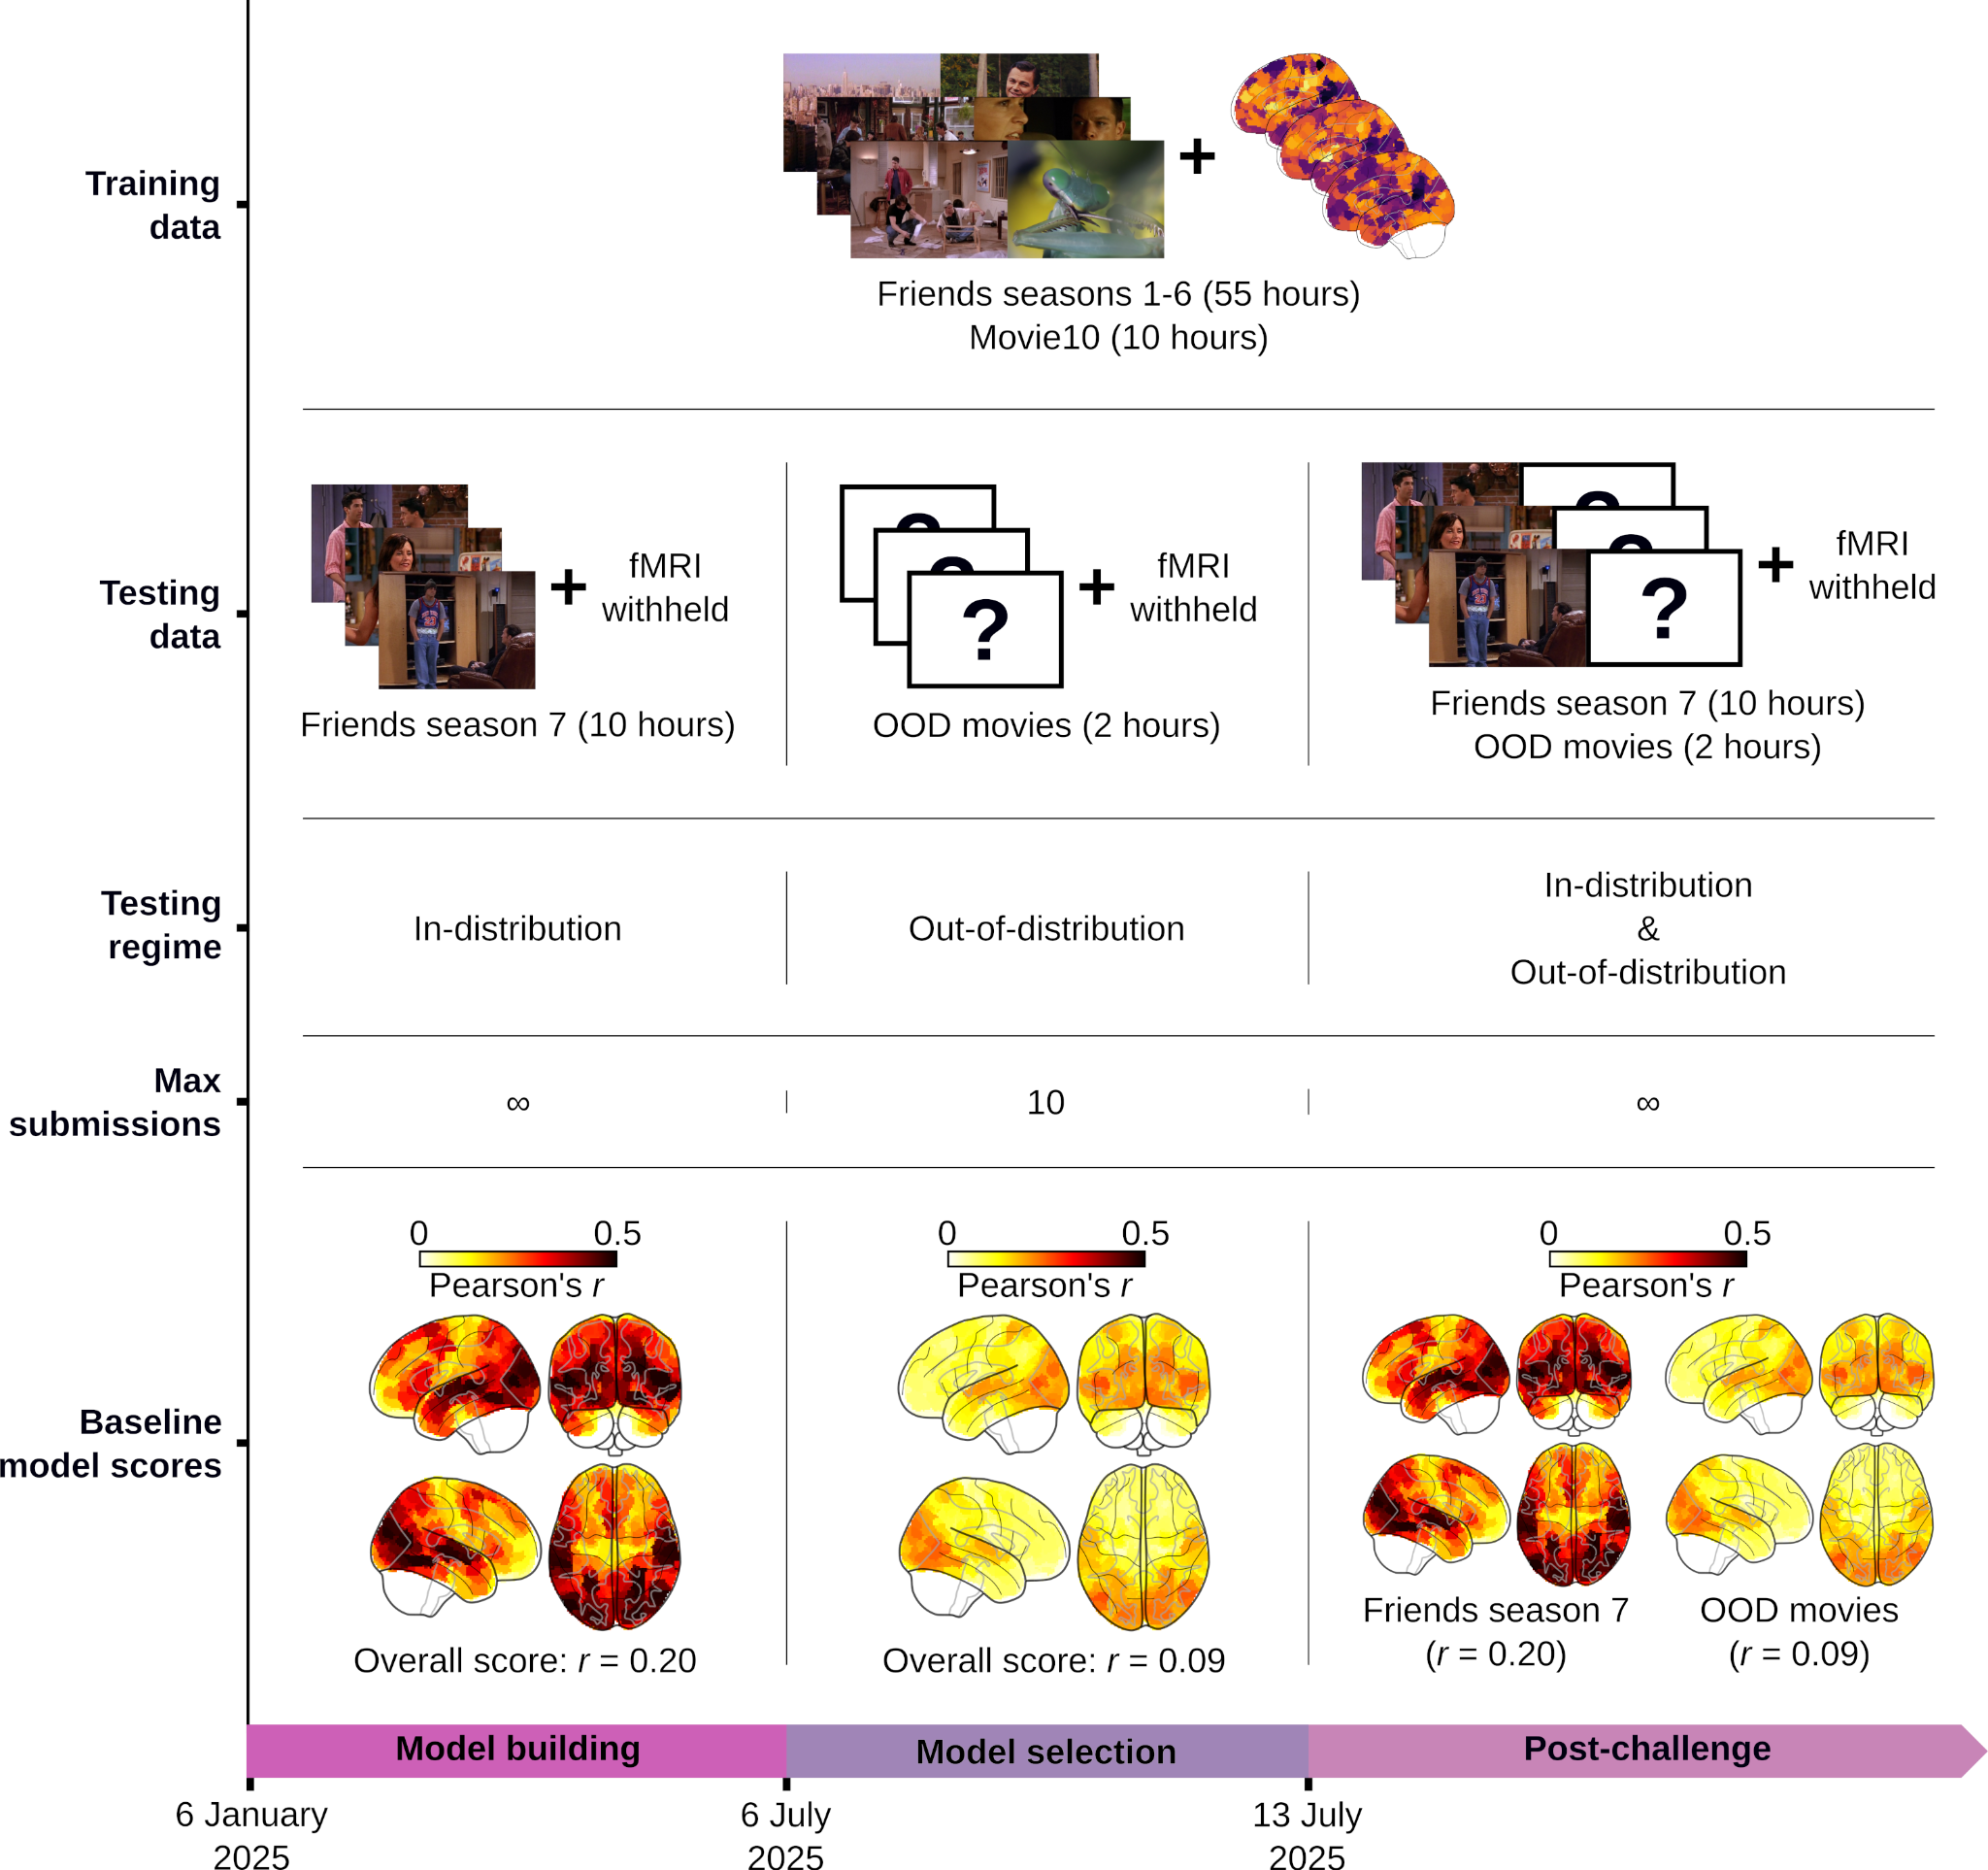 Training
data
+
Friends seasons 1-6 (55 hours)
Movie10 (10 hours)
Testing
data
23
+
fMRI
withheld
Friends season 7 (10 hours)
?
?
?
+
fMRI
withheld
OOD movies (2 hours)
23
?
?
?
+
fMRI
withheld
Friends season 7 (10 hours)
OOD movies (2 hours)
Testing
regime
In-distribution
Out-of-distribution
In-distribution
&
Out-of-distribution
Max
submissions
∞
10
∞
Baseline
model scores
0 0.5
Pearson's r
Overall score: r = 0.20
0 0.5
Pearson's r
Overall score: r = 0.09
0 0.5
Pearson's r
Friends season 7
(r = 0.20)
OOD movies
(r = 0.09)
Model building
Model selection
Post-challenge
6 January
2025
6 July
2025
13 July
2025